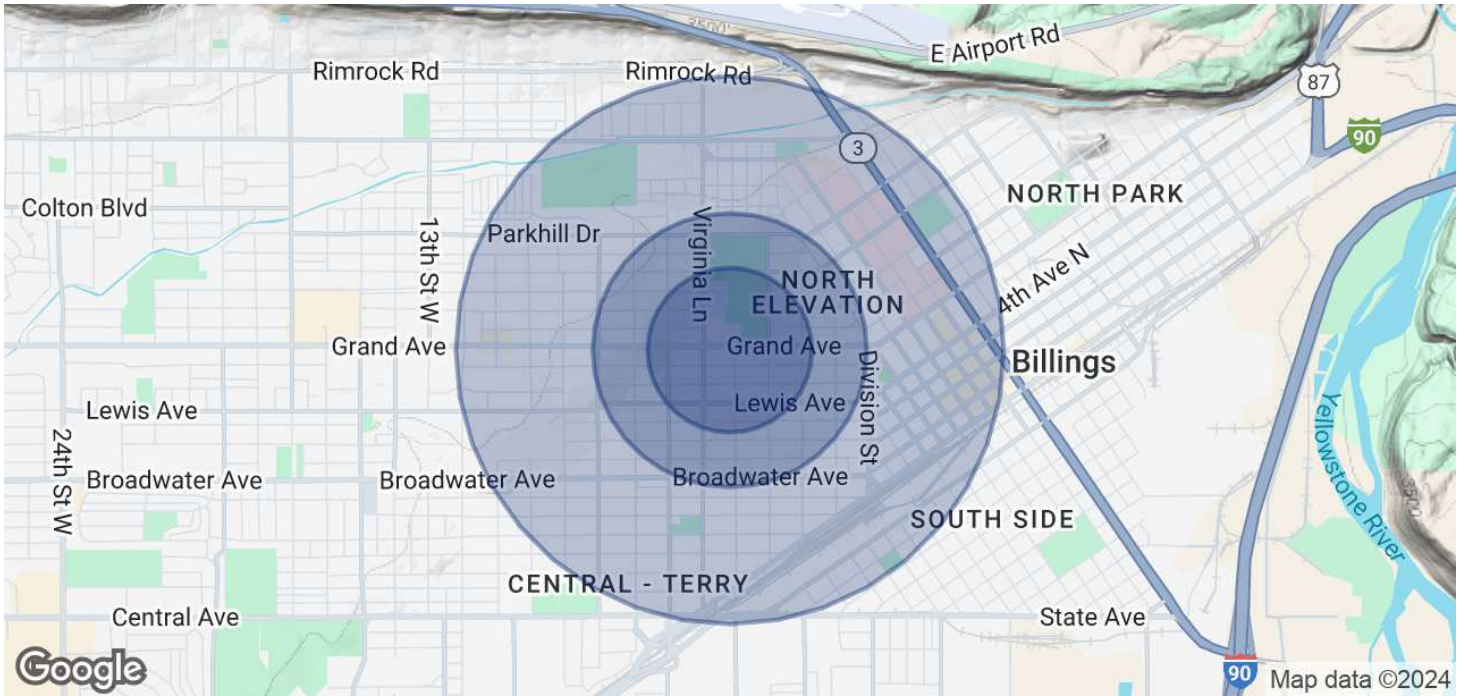 3500'
E Airport Rd
Rimrock Rd
Rimrock Rd
87
90
3
NORTH PARK
Colton Blvd
Virginia Ln
13th St W
Parkhill Dr
4th Ave N
NORTH
ELEVATION
Grand Ave
Grand Ave
Billings
Division St
Lewis Ave
Lewis Ave
24th St W
Yellowstone River
Broadwater Ave
Broadwater Ave
Broadwater Ave
3500
SOUTH SIDE
CENTRAL - TERRY
Central Ave
State Ave
Google
90
Map data ©2024